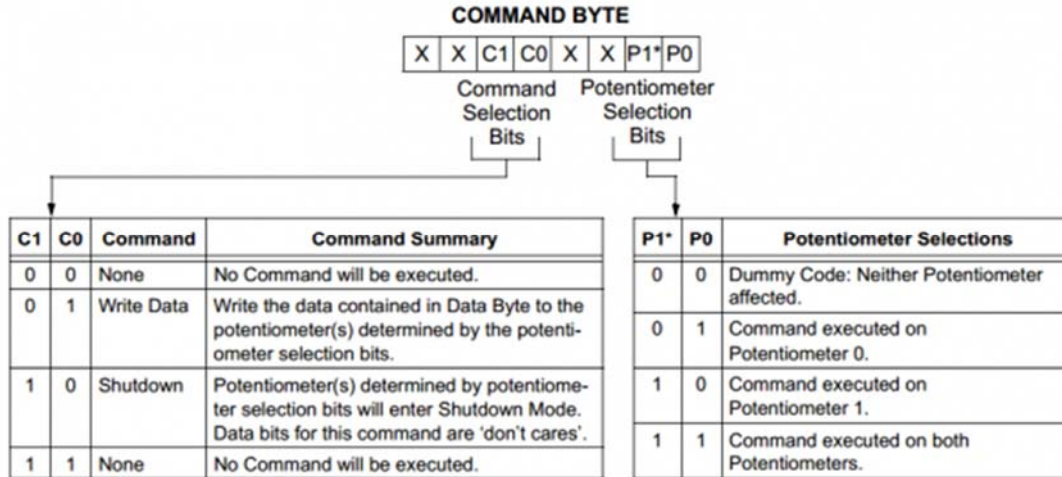 COMMAND BYTE
X X C1 C0 X X P1* P0
Command Selection Bits
Potentiometer Selection Bits
C1 C0 Command Command Summary
0 0 None No Command will be executed.
0 1 Write Data Write the data contained in Data Byte to the
potentiometer(s) determined by the potenti-
ometer selection bits.
1 0 Shutdown Potentiometer(s) determined by potentiome-
ter selection bits will enter Shutdown Mode.
Data bits for this command are ‘don’t cares’.
1 1 None No Command will be executed.
P1* P0 Potentiometer Selections
0 0 Dummy Code: Neither Potentiometer
affected.
0 1 Command executed on
Potentiometer 0.
1 0 Command executed on
Potentiometer 1.
1 1 Command executed on both
Potentiometers.